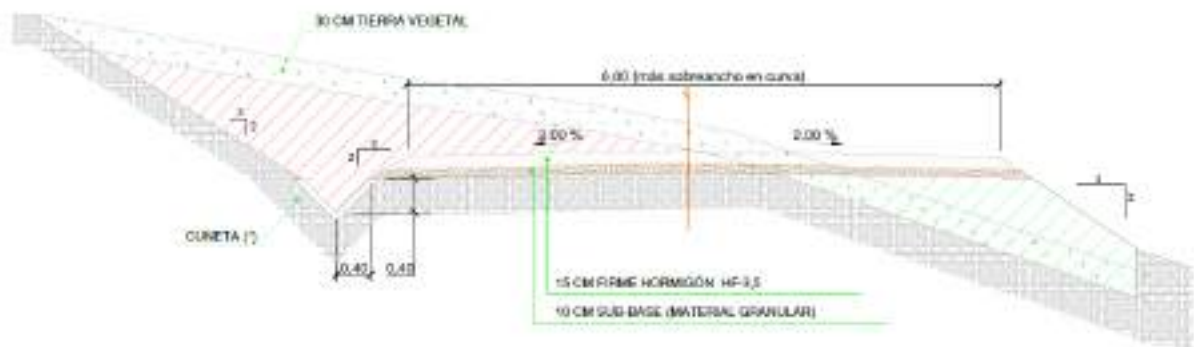 30 CM TIERRA VEGETAL
6,00 (más sobreancho en curva)
2.00 %
2.00 %
CUNETA (*)
0,40
0,40
15 CM FIRME HORMIGÓN HF-3,5
10 CM SUB-BASE (MATERIAL GRANULAR)